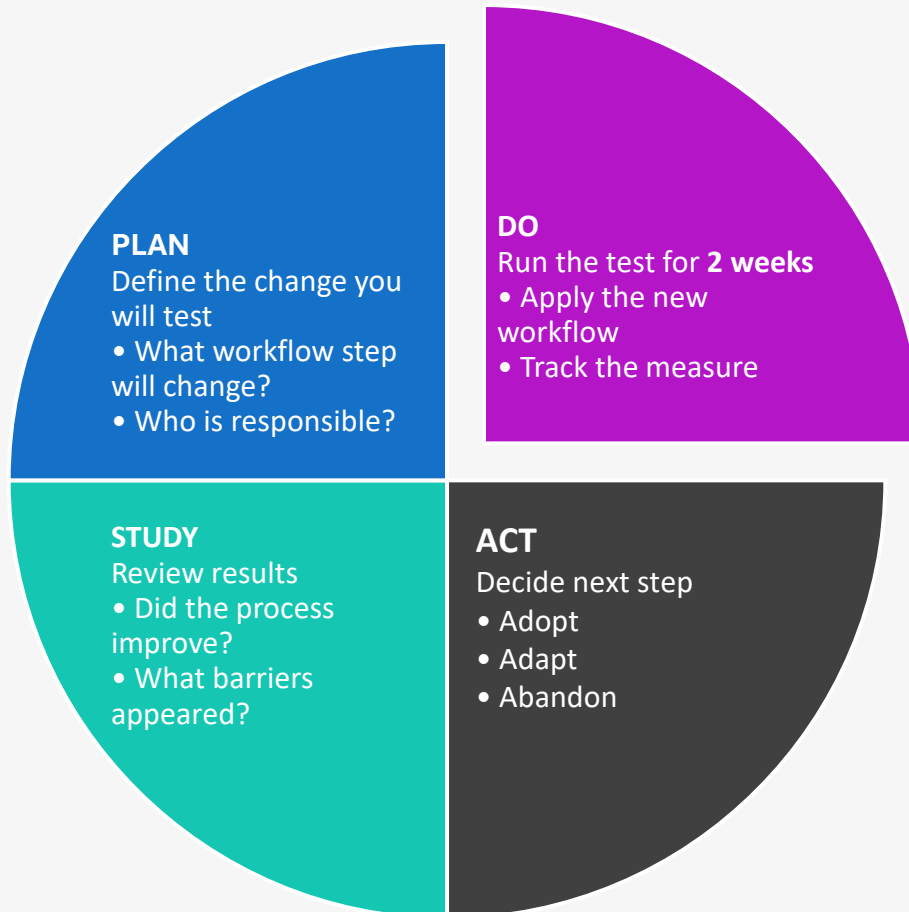 PLAN
Define the change you
will test
• What workflow step
will change?
• Who is responsible?
DO
Run the test for 2 weeks
• Apply the new
workflow
• Track the measure
STUDY
Review results
• Did the process
improve?
• What barriers
appeared?
ACT
Decide next step
• Adopt
• Adapt
• Abandon